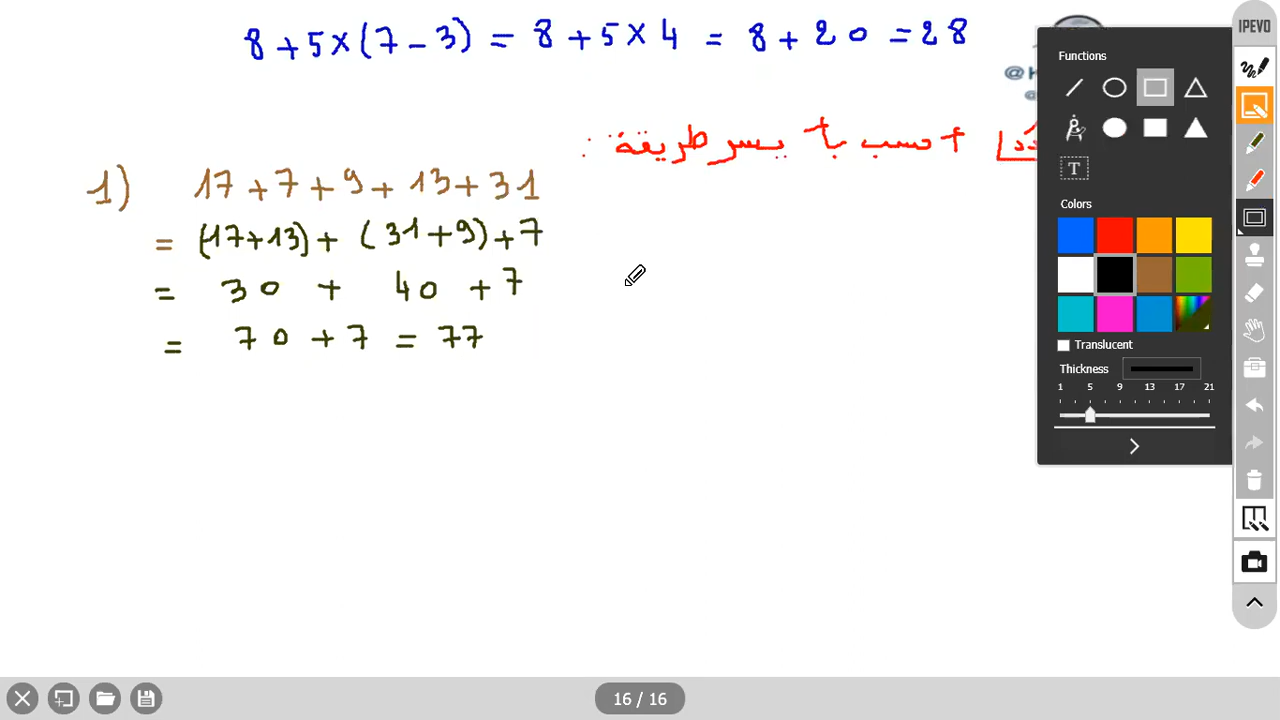 8+5×(7-3) = 8+5×4 = 8+20 = 28
احسب بأيسر طريقة :
1) 17+7+9+13+31
= (17+13)+(31+9)+7
= 30 + 40 +7
= 70+7 = 77
IPEVO
Functions
T
Colors
Translucent
Thickness
1 5 9 13 17 21
16 / 16